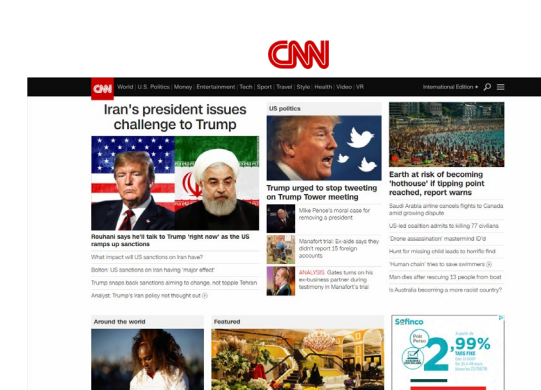 CNN
CNN World U.S. Politics Money Entertainment Tech Sport Travel Style Health Video VR International Edition +
Iran's president issues
challenge to Trump
Rouhani says he'll talk to Trump 'right now' as the US
ramps up sanctions
What impact will US sanctions on Iran have?
Bolton: US sanctions on Iran having 'major effect'
Trump snaps back sanctions aiming to change, not topple Tehran
Analyst: Trump's Iran policy not thought out
US politics
Trump urged to stop tweeting
on Trump Tower meeting
Mike Pence's moral case for
removing a president
Manafort trial: Ex-aide says they
didn't report 15 foreign
accounts
ANALYSIS Gates turns on his
ex-business partner during
testimony in Manafort's trial
Earth at risk of becoming
'hothouse' if tipping point
reached, report warns
Saudi Arabia airline cancels flights to Canada
amid growing dispute
US-led coalition admits to killing 77 civilians
'Drone assassination' mastermind ID'd
Hunt for missing child leads to horrific find
'Human-chain' tries to save swimmers
Man dies after rescuing 13 people from boat
Is Australia becoming a more racist country?
Around the world
Featured
Sofinco
Prêt
Perso
2,99%
TAEG FIXE